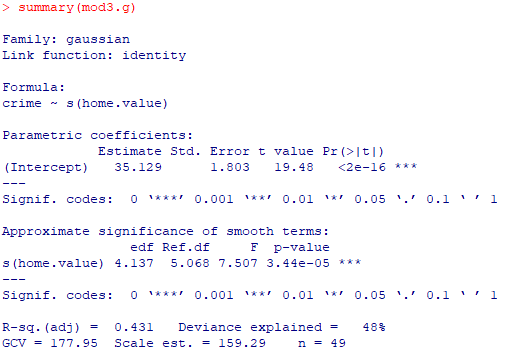 > summary(mod3.g)
Family: gaussian
Link function: identity
Formula:
crime ~ s(home.value)
Parametric coefficients:
Estimate Std. Error t value Pr(>|t|)
(Intercept) 35.129 1.803 19.48 <2e-16 ***
---
Signif. codes: 0 ‘***’ 0.001 ‘**’ 0.01 ‘*’ 0.05 ‘.’ 0.1 ‘ ’ 1
Approximate significance of smooth terms:
edf Ref.df F p-value
s(home.value) 4.137 5.068 7.507 3.44e-05 ***
---
Signif. codes: 0 ‘***’ 0.001 ‘**’ 0.01 ‘*’ 0.05 ‘.’ 0.1 ‘ ’ 1
R-sq.(adj) = 0.431 Deviance explained = 48%
GCV = 177.95 Scale est. = 159.29 n = 49